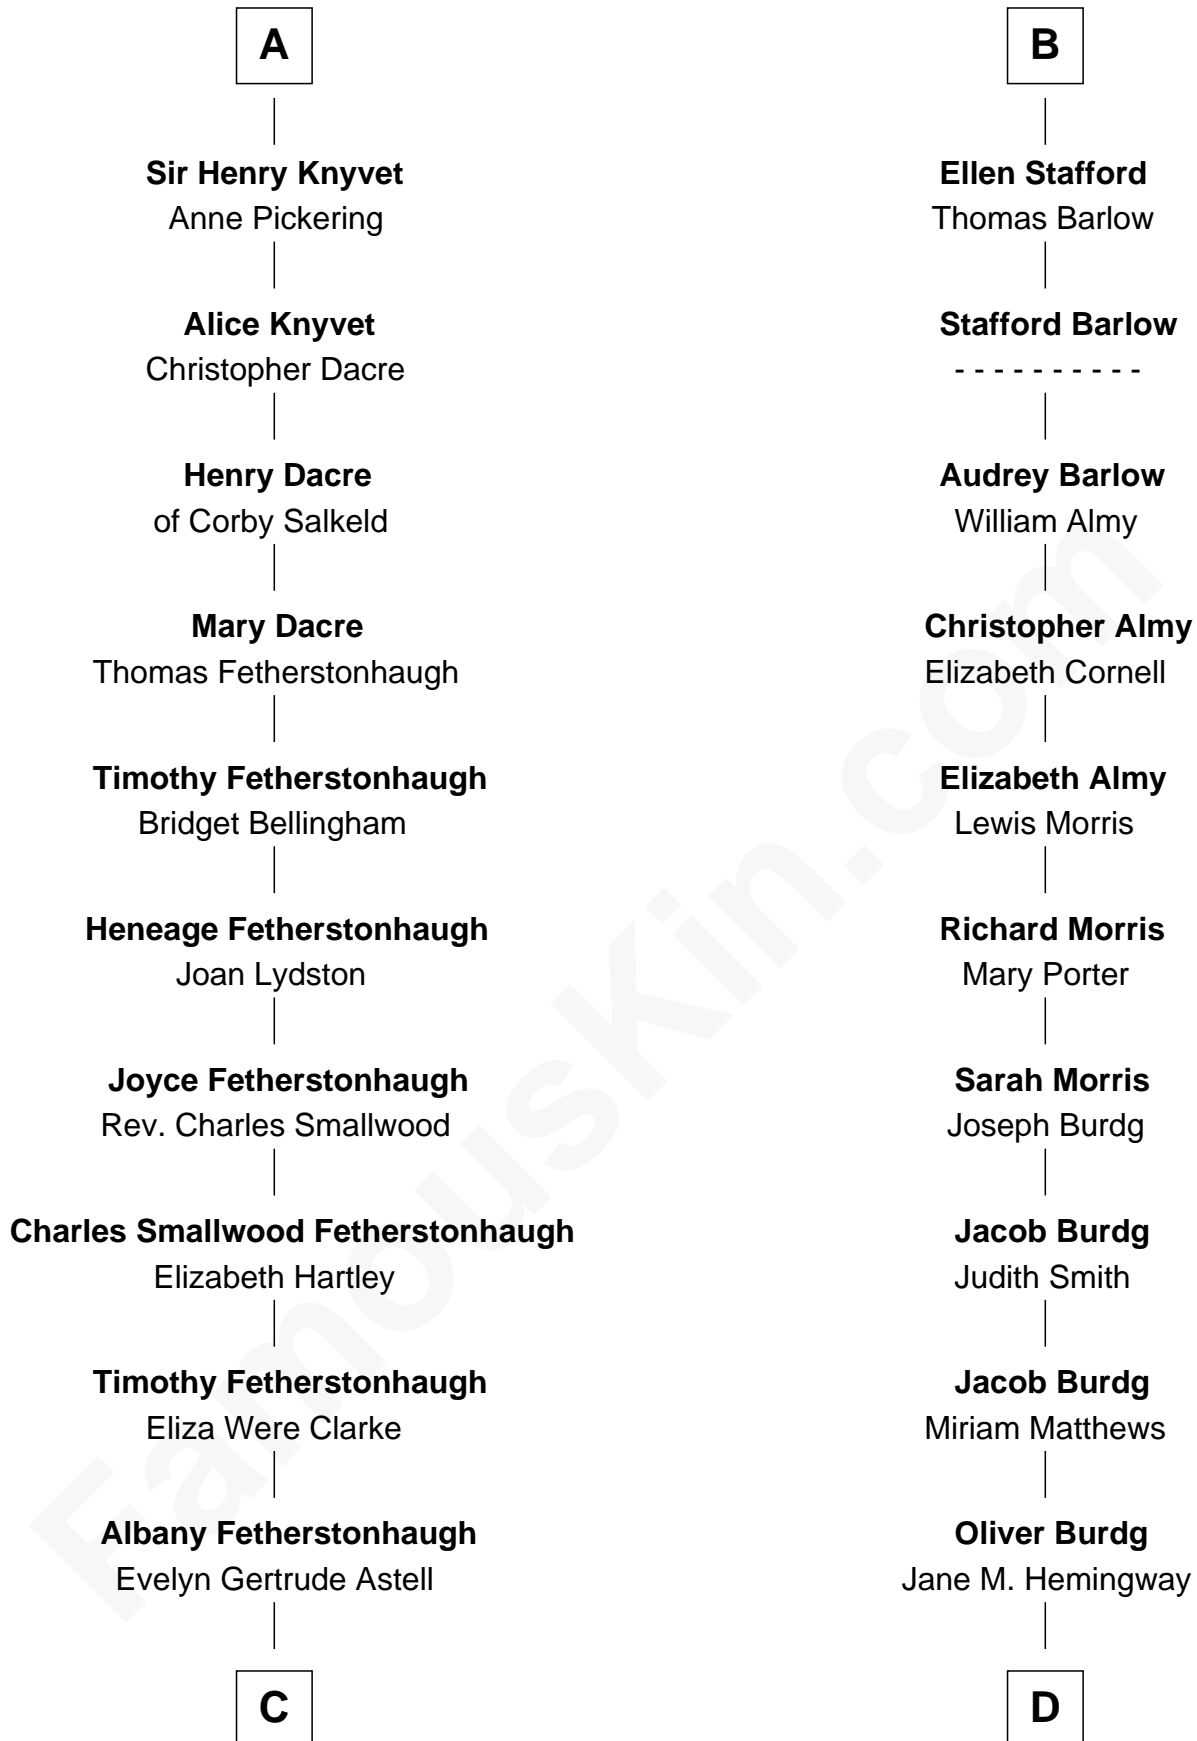 A
Sir Henry Knyvet
Anne Pickering
Alice Knyvet
Christopher Dacre
Henry Dacre
of Corby Salkeld
Mary Dacre
Thomas Fetherstonhaugh
Timothy Fetherstonhaugh
Bridget Bellingham
Heneage Fetherstonhaugh
Joan Lydston
Joyce Fetherstonhaugh
Rev. Charles Smallwood
Charles Smallwood Fetherstonhaugh
Elizabeth Hartley
Timothy Fetherstonhaugh
Eliza Were Clarke
Albany Fetherstonhaugh
Evelyn Gertrude Astell
C
B
Ellen Stafford
Thomas Barlow
Stafford Barlow
- - - - - - - - - -
Audrey Barlow
William Almy
Christopher Almy
Elizabeth Cornell
Elizabeth Almy
Lewis Morris
Richard Morris
Mary Porter
Sarah Morris
Joseph Burdg
Jacob Burdg
Judith Smith
Jacob Burdg
Miriam Matthews
Oliver Burdg
Jane M. Hemingway
D
FamousKin.com